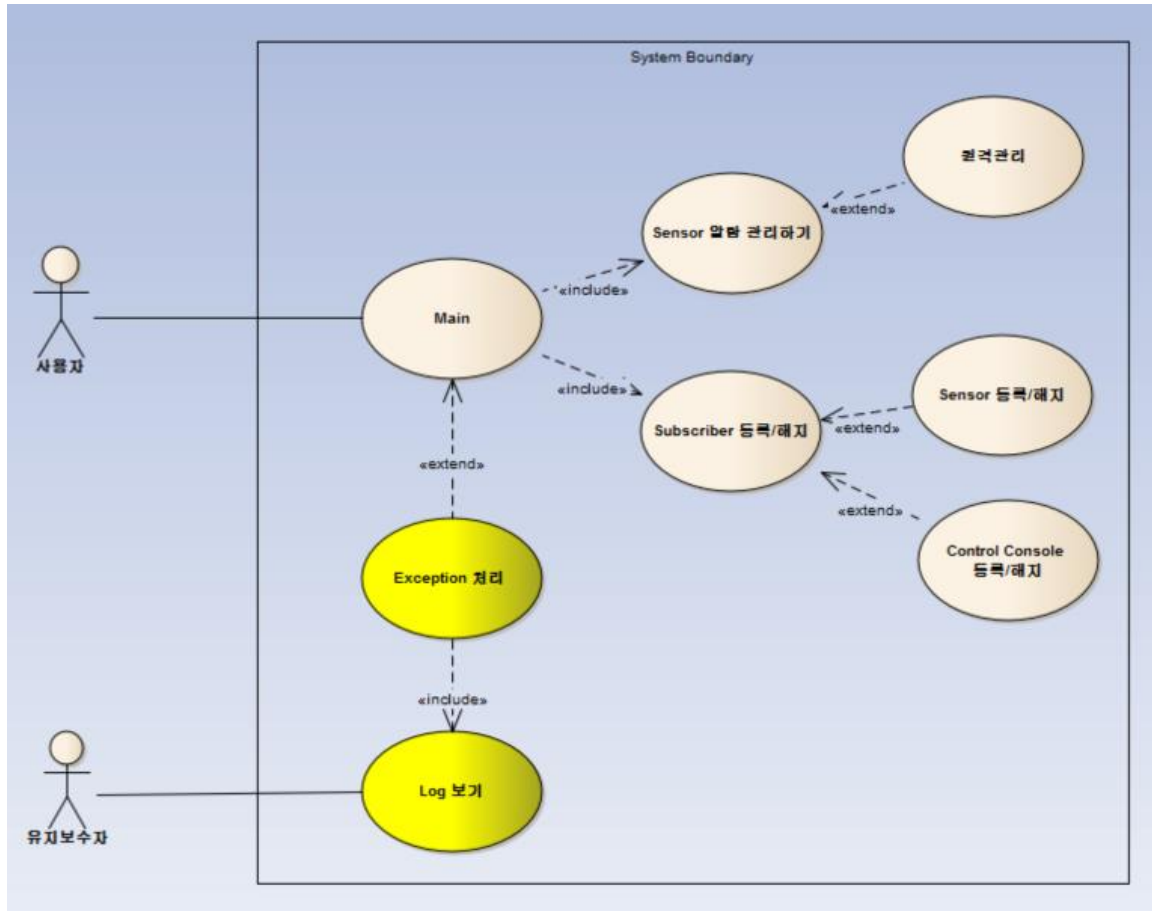 System Boundary
원격관리
«extend»
Sensor 알람 관리하기
«include»
Main
사용자
«include»
Subscriber 등록/해지
Sensor 등록/해지
«extend»
«extend»
Control Console
등록/해지
«extend»
Exception 처리
«include»
Log 보기
유지보수자